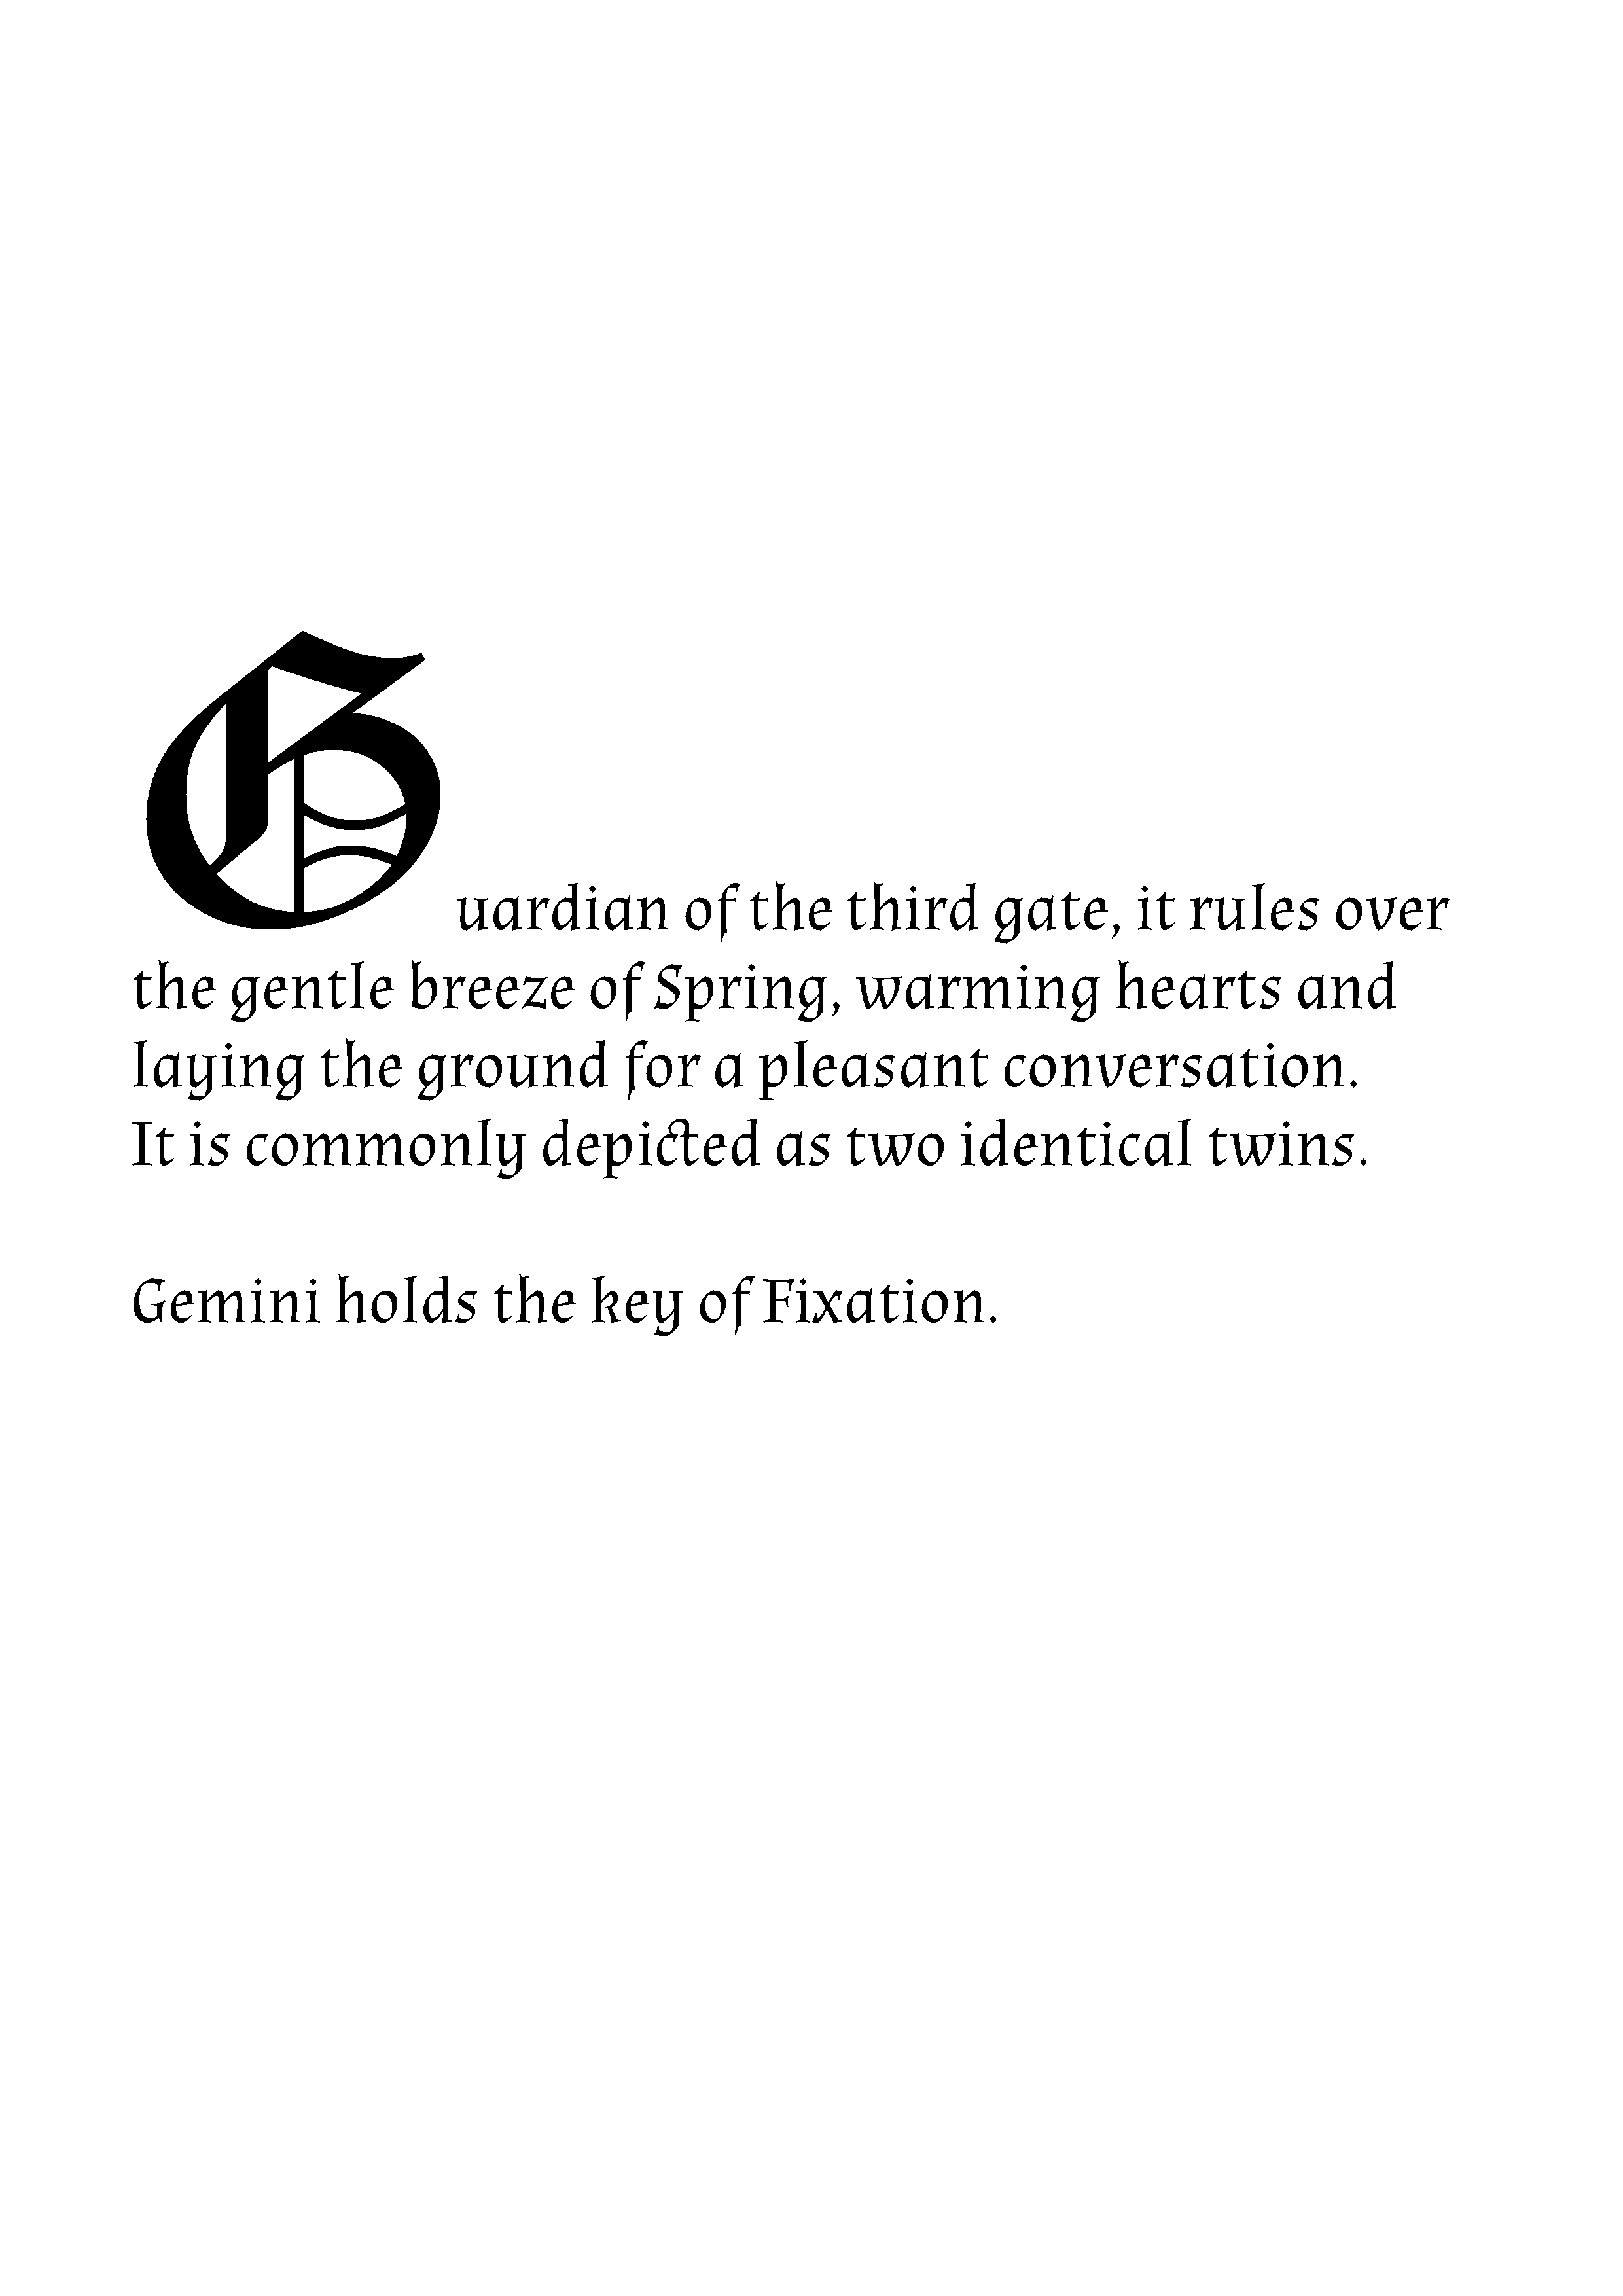 Guardian of the third gate, it rules over
the gentle breeze of Spring, warming hearts and
laying the ground for a pleasant conversation.
It is commonly depicted as two identical twins.
Gemini holds the key of Fixation.